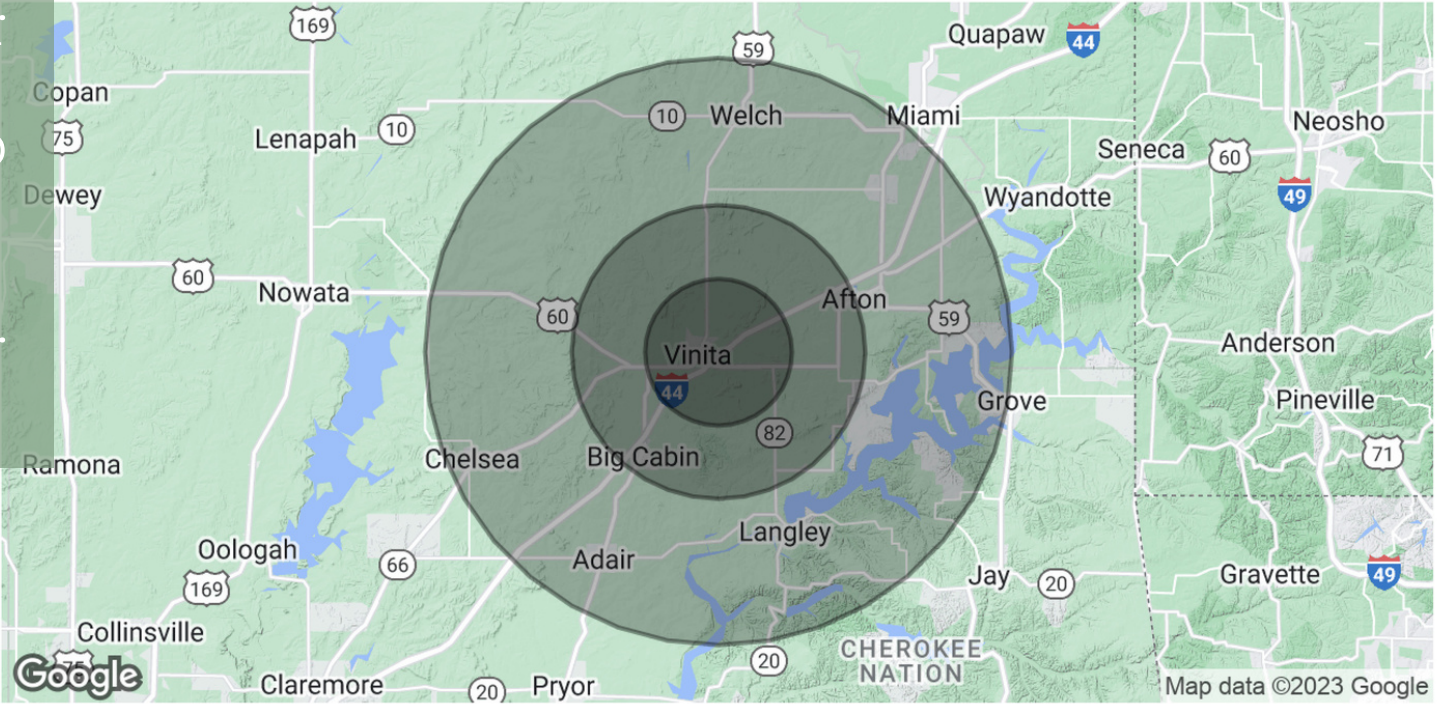 169
59
Quapaw
44
Copan
75
Lenapah
10
10
Welch
Miami
Neosho
Seneca
60
Dewey
49
Wyandotte
60
Nowata
60
Afton
59
Vinita
44
Anderson
Grove
Pineville
82
71
Ramona
Chelsea
Big Cabin
Oologah
66
Adair
Langley
169
Jay
20
Gravette
49
Collinsville
75
CHEROKEE
NATION
20
Google
Claremore
20
Pryor
Map data ©2023 Google